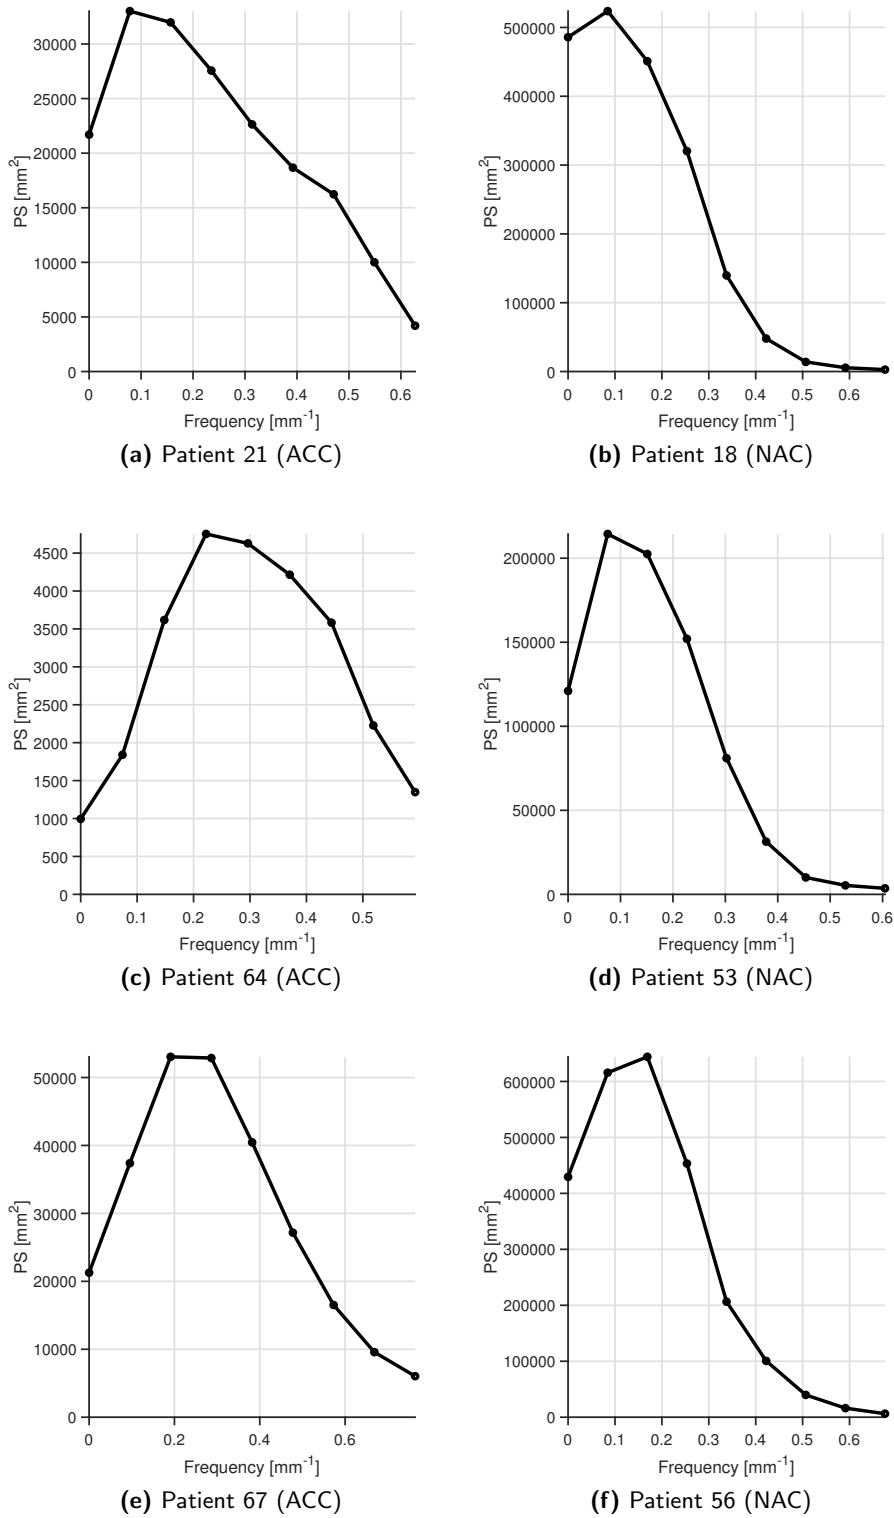 30000
25000
20000
15000
10000
5000
0
PS [mm²]
0 0.1 0.2 0.3 0.4 0.5 0.6
Frequency [mm⁻¹]
(a) Patient 21 (ACC)
500000
400000
300000
200000
100000
0
PS [mm²]
0 0.1 0.2 0.3 0.4 0.5 0.6
Frequency [mm⁻¹]
(b) Patient 18 (NAC)
4500
4000
3500
3000
2500
2000
1500
1000
500
0
PS [mm²]
0 0.1 0.2 0.3 0.4 0.5
Frequency [mm⁻¹]
(c) Patient 64 (ACC)
200000
150000
100000
50000
0
PS [mm²]
0 0.1 0.2 0.3 0.4 0.5 0.6
Frequency [mm⁻¹]
(d) Patient 53 (NAC)
50000
40000
30000
20000
10000
0
PS [mm²]
0 0.2 0.4 0.6
Frequency [mm⁻¹]
(e) Patient 67 (ACC)
600000
500000
400000
300000
200000
100000
0
PS [mm²]
0 0.1 0.2 0.3 0.4 0.5 0.6
Frequency [mm⁻¹]
(f) Patient 56 (NAC)